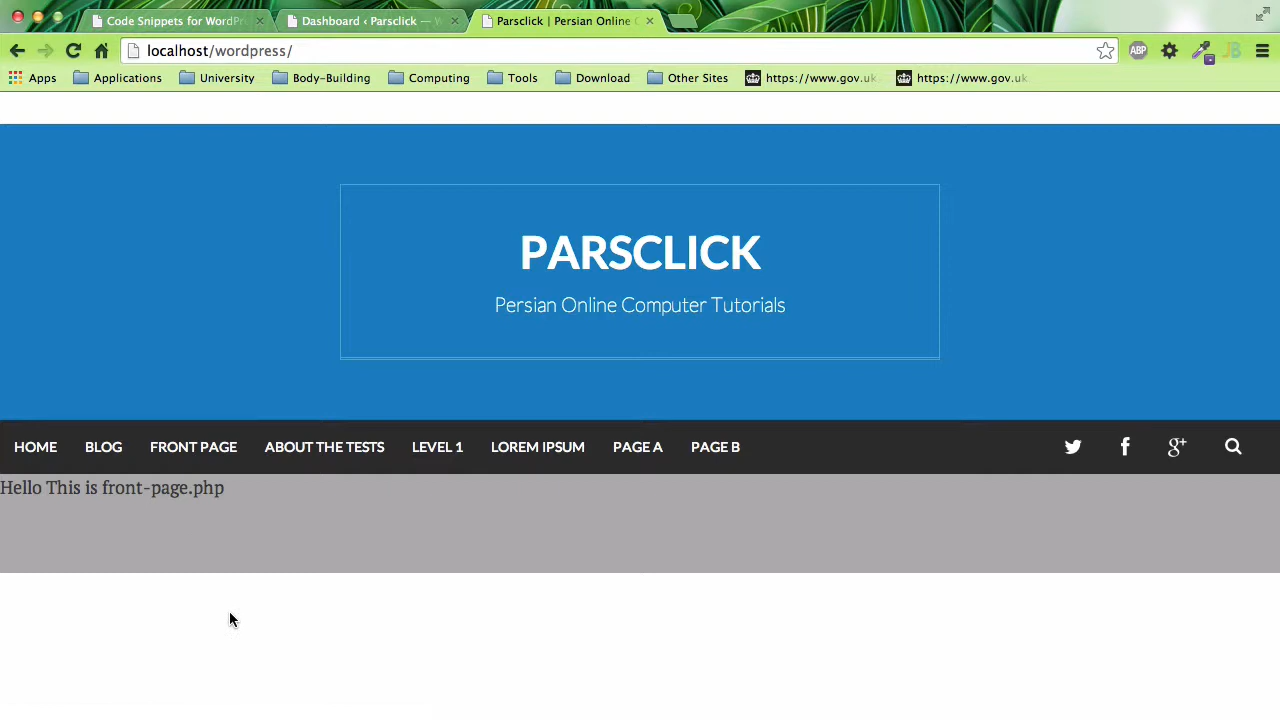 Code Snippets for WordPr
Dashboard ‹ Parsclick — W
Parsclick | Persian Online C
localhost/wordpress/
ABP
JB
Apps
Applications
University
Body-Building
Computing
Tools
Download
Other Sites
https://www.gov.uk
https://www.gov.uk
PARSCLICK
Persian Online Computer Tutorials
HOME BLOG FRONT PAGE ABOUT THE TESTS LEVEL 1 LOREM IPSUM PAGE A PAGE B
Hello This is front-page.php